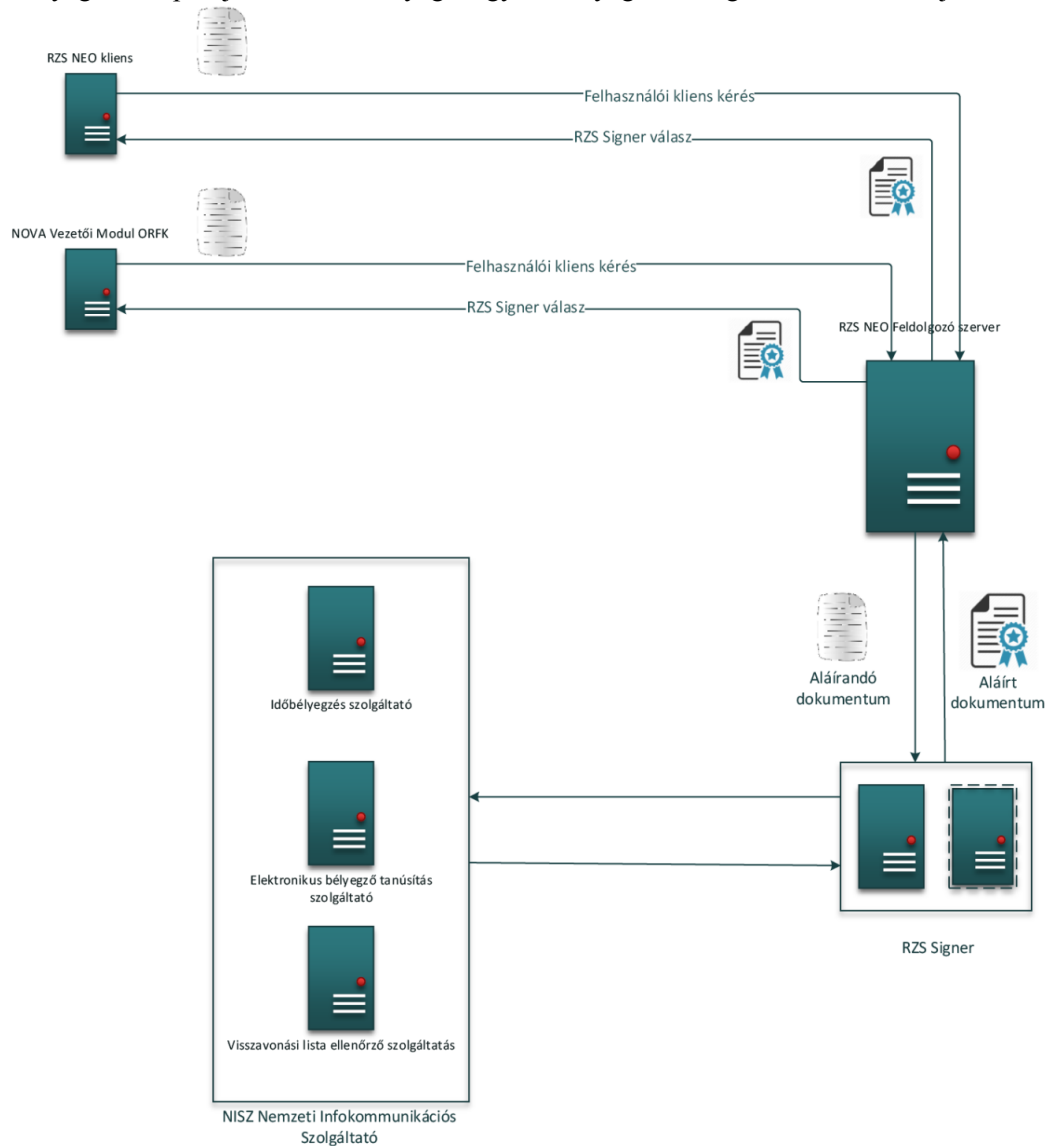 RZS NEO kliens
Felhasználói kliens kérés
RZS Signer válasz
NOVA Vezetői Modul ORFK
Felhasználói kliens kérés
RZS Signer válasz
RZS NEO Feldolgozó szerver
Aláírandó
dokumentum
Aláírt
dokumentum
Időbélyegzés szolgáltató
Elektronikus bélyegző tanúsítás
szolgáltató
Visszavonási lista ellenőrző szolgáltatás
RZS Signer
NISZ Nemzeti Infokommunikációs
Szolgáltató